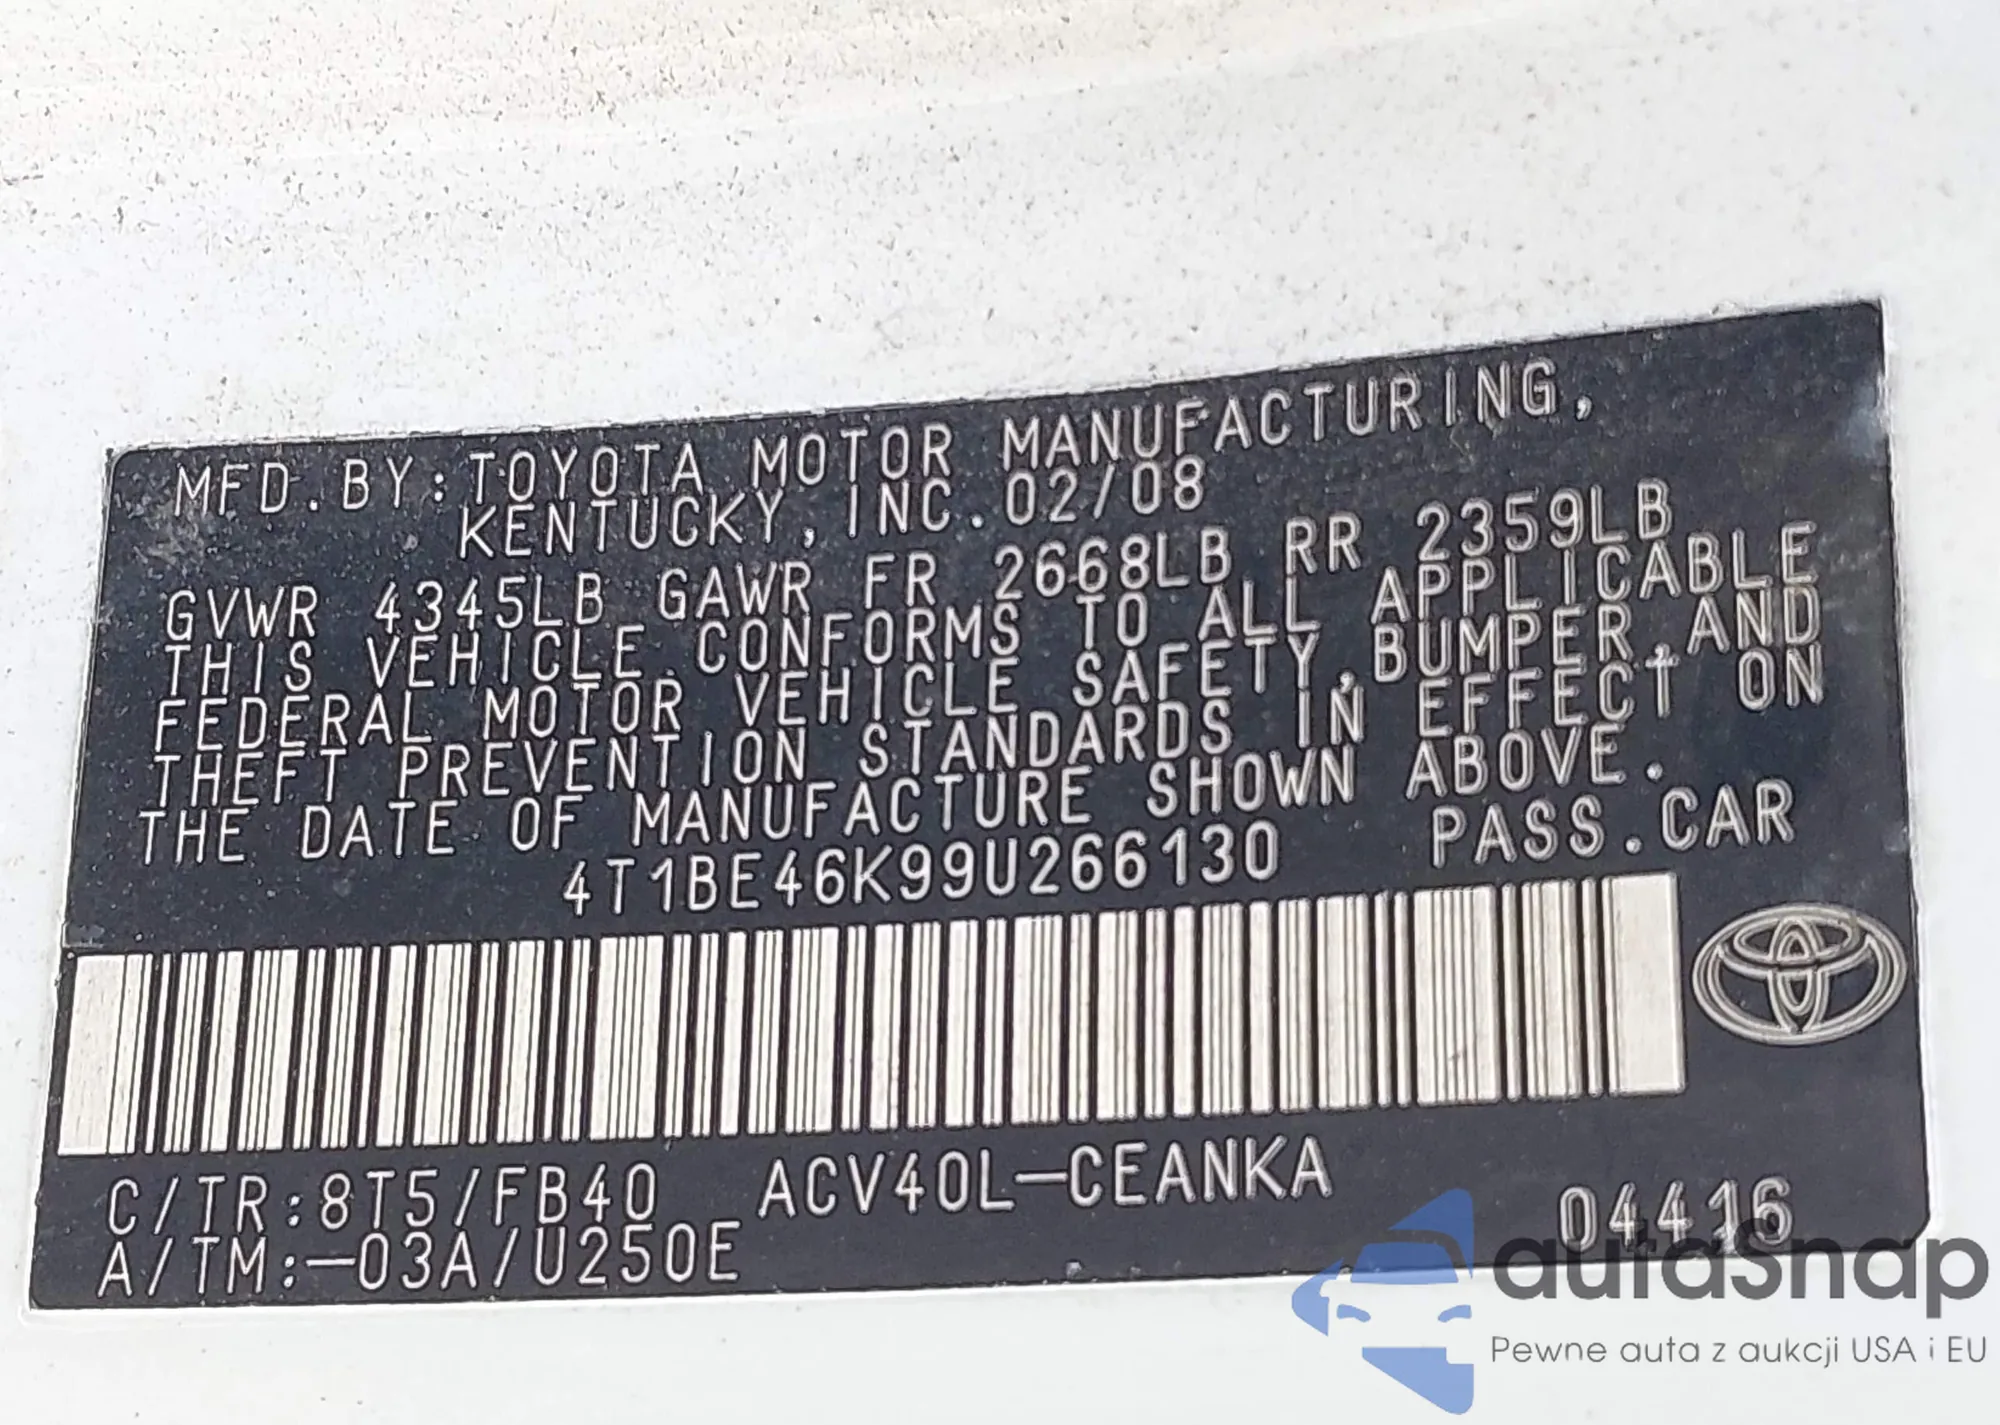 MFD. BY: TOYOTA MOTOR MANUFACTURING,
KENTUCKY, INC. 02/08
GVWR 4345LB GAWR FR 2668LB RR 2359LB
THIS VEHICLE CONFORMS TO ALL APPLICABLE
FEDERAL MOTOR VEHICLE SAFETY, BUMPER, AND
THEFT PREVENTION STANDARDS IN EFFECT ON
THE DATE OF MANUFACTURE SHOWN ABOVE.
4T1BE46K99U266130 PASS. CAR
C/TR:8T5/FB40 ACV40L-CEANKA
A/TM:-03A/U250E 04416
autaSnap
Pewne auta z aukcji USA i EU